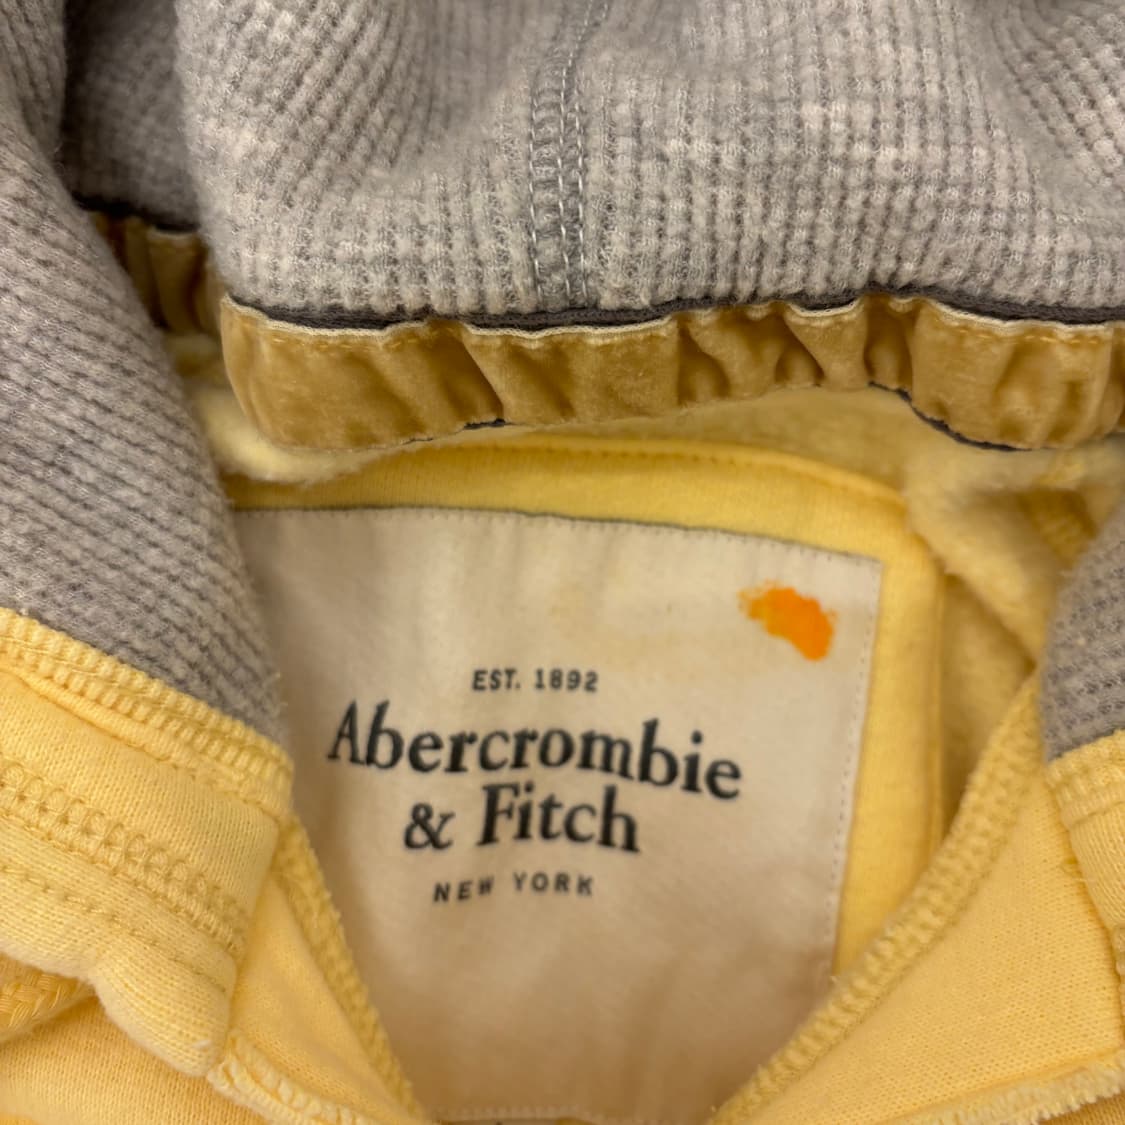 EST. 1892
Abercrombie
& Fitch
NEW YORK